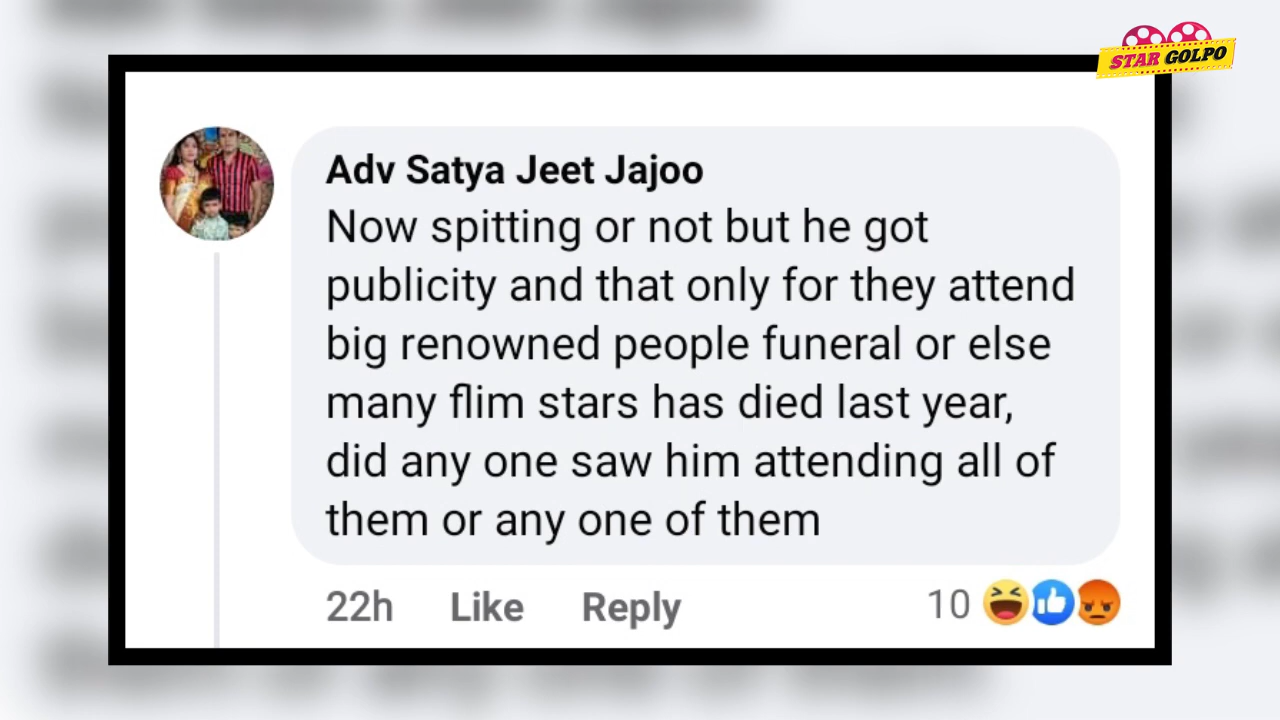 STAR GOLPO
Adv Satya Jeet Jajoo
Now spitting or not but he got
publicity and that only for they attend
big renowned people funeral or else
many flim stars has died last year,
did any one saw him attending all of
them or any one of them
22h Like Reply 10